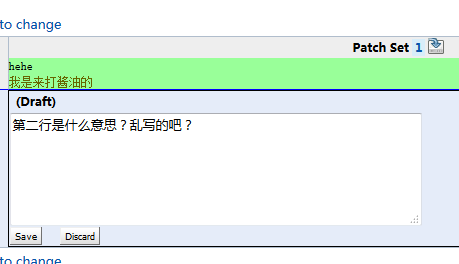 to change
Patch Set 1
hehe
我是来打酱油的
(Draft)
第二行是什么意思？乱写的吧？
Save Discard
to change